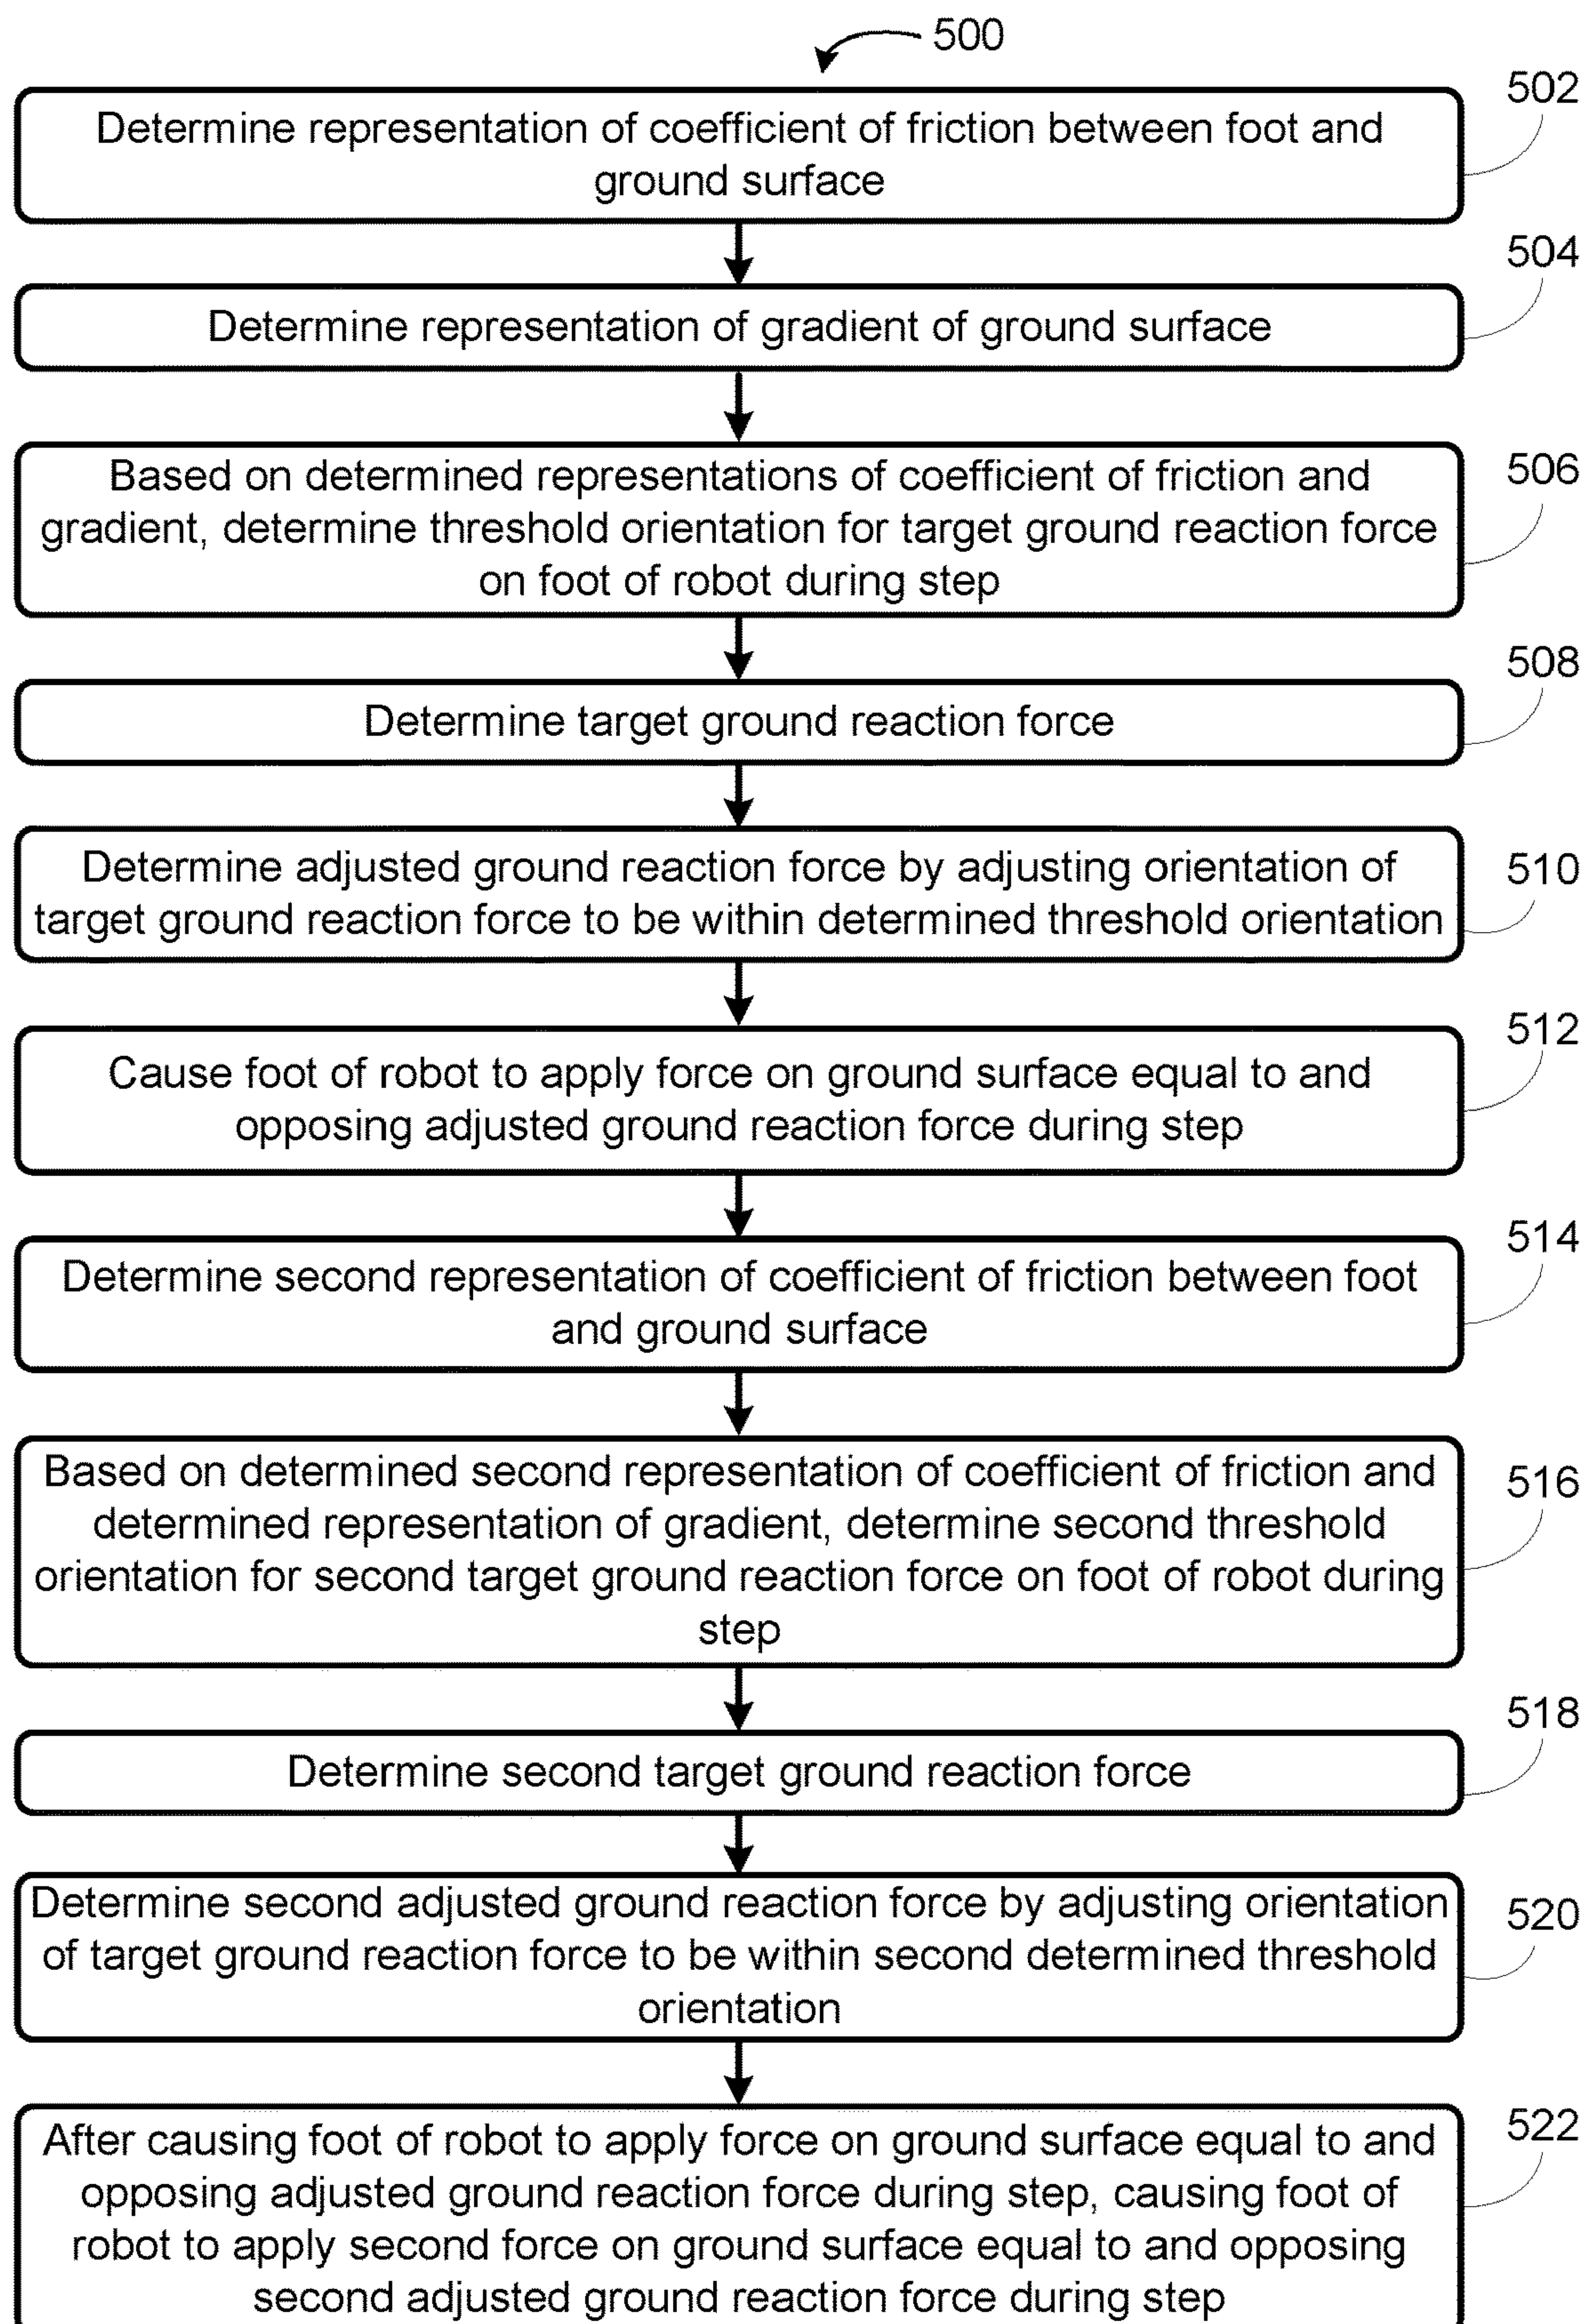 500
502
Determine representation of coefficient of friction between foot and
ground surface
504
Determine representation of gradient of ground surface
506
Based on determined representations of coefficient of friction and
gradient, determine threshold orientation for target ground reaction force
on foot of robot during step
508
Determine target ground reaction force
510
Determine adjusted ground reaction force by adjusting orientation of
target ground reaction force to be within determined threshold orientation
512
Cause foot of robot to apply force on ground surface equal to and
opposing adjusted ground reaction force during step
514
Determine second representation of coefficient of friction between foot
and ground surface
516
Based on determined second representation of coefficient of friction and
determined representation of gradient, determine second threshold
orientation for second target ground reaction force on foot of robot during
step
518
Determine second target ground reaction force
520
Determine second adjusted ground reaction force by adjusting orientation
of target ground reaction force to be within second determined threshold
orientation
522
After causing foot of robot to apply force on ground surface equal to and
opposing adjusted ground reaction force during step, causing foot of
robot to apply second force on ground surface equal to and opposing
second adjusted ground reaction force during step